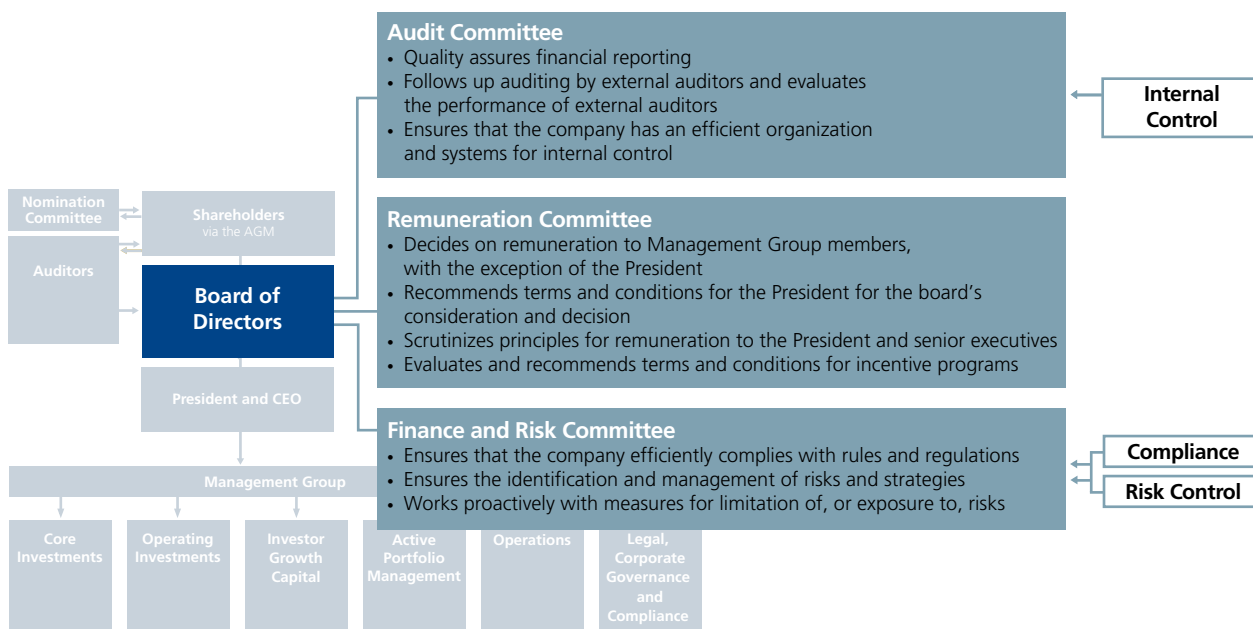 Audit Committee
• Quality assures financial reporting
• Follows up auditing by external auditors and evaluates
the performance of external auditors
• Ensures that the company has an efficient organization
and systems for internal control
Internal
Control
Nomination
Committee
Shareholders
via the AGM
Auditors
Board of
Directors
Remuneration Committee
• Decides on remuneration to Management Group members,
with the exception of the President
• Recommends terms and conditions for the President for the board’s
consideration and decision
• Scrutinizes principles for remuneration to the President and senior executives
• Evaluates and recommends terms and conditions for incentive programs
President and CEO
Finance and Risk Committee
• Ensures that the company efficiently complies with rules and regulations
• Ensures the identification and management of risks and strategies
• Works proactively with measures for limitation of, or exposure to, risks
Compliance
Risk Control
Management Group
Core
Investments
Operating
Investments
Investor
Growth
Capital
Active
Portfolio
Management
Operations
Legal,
Corporate
Governance
and
Compliance